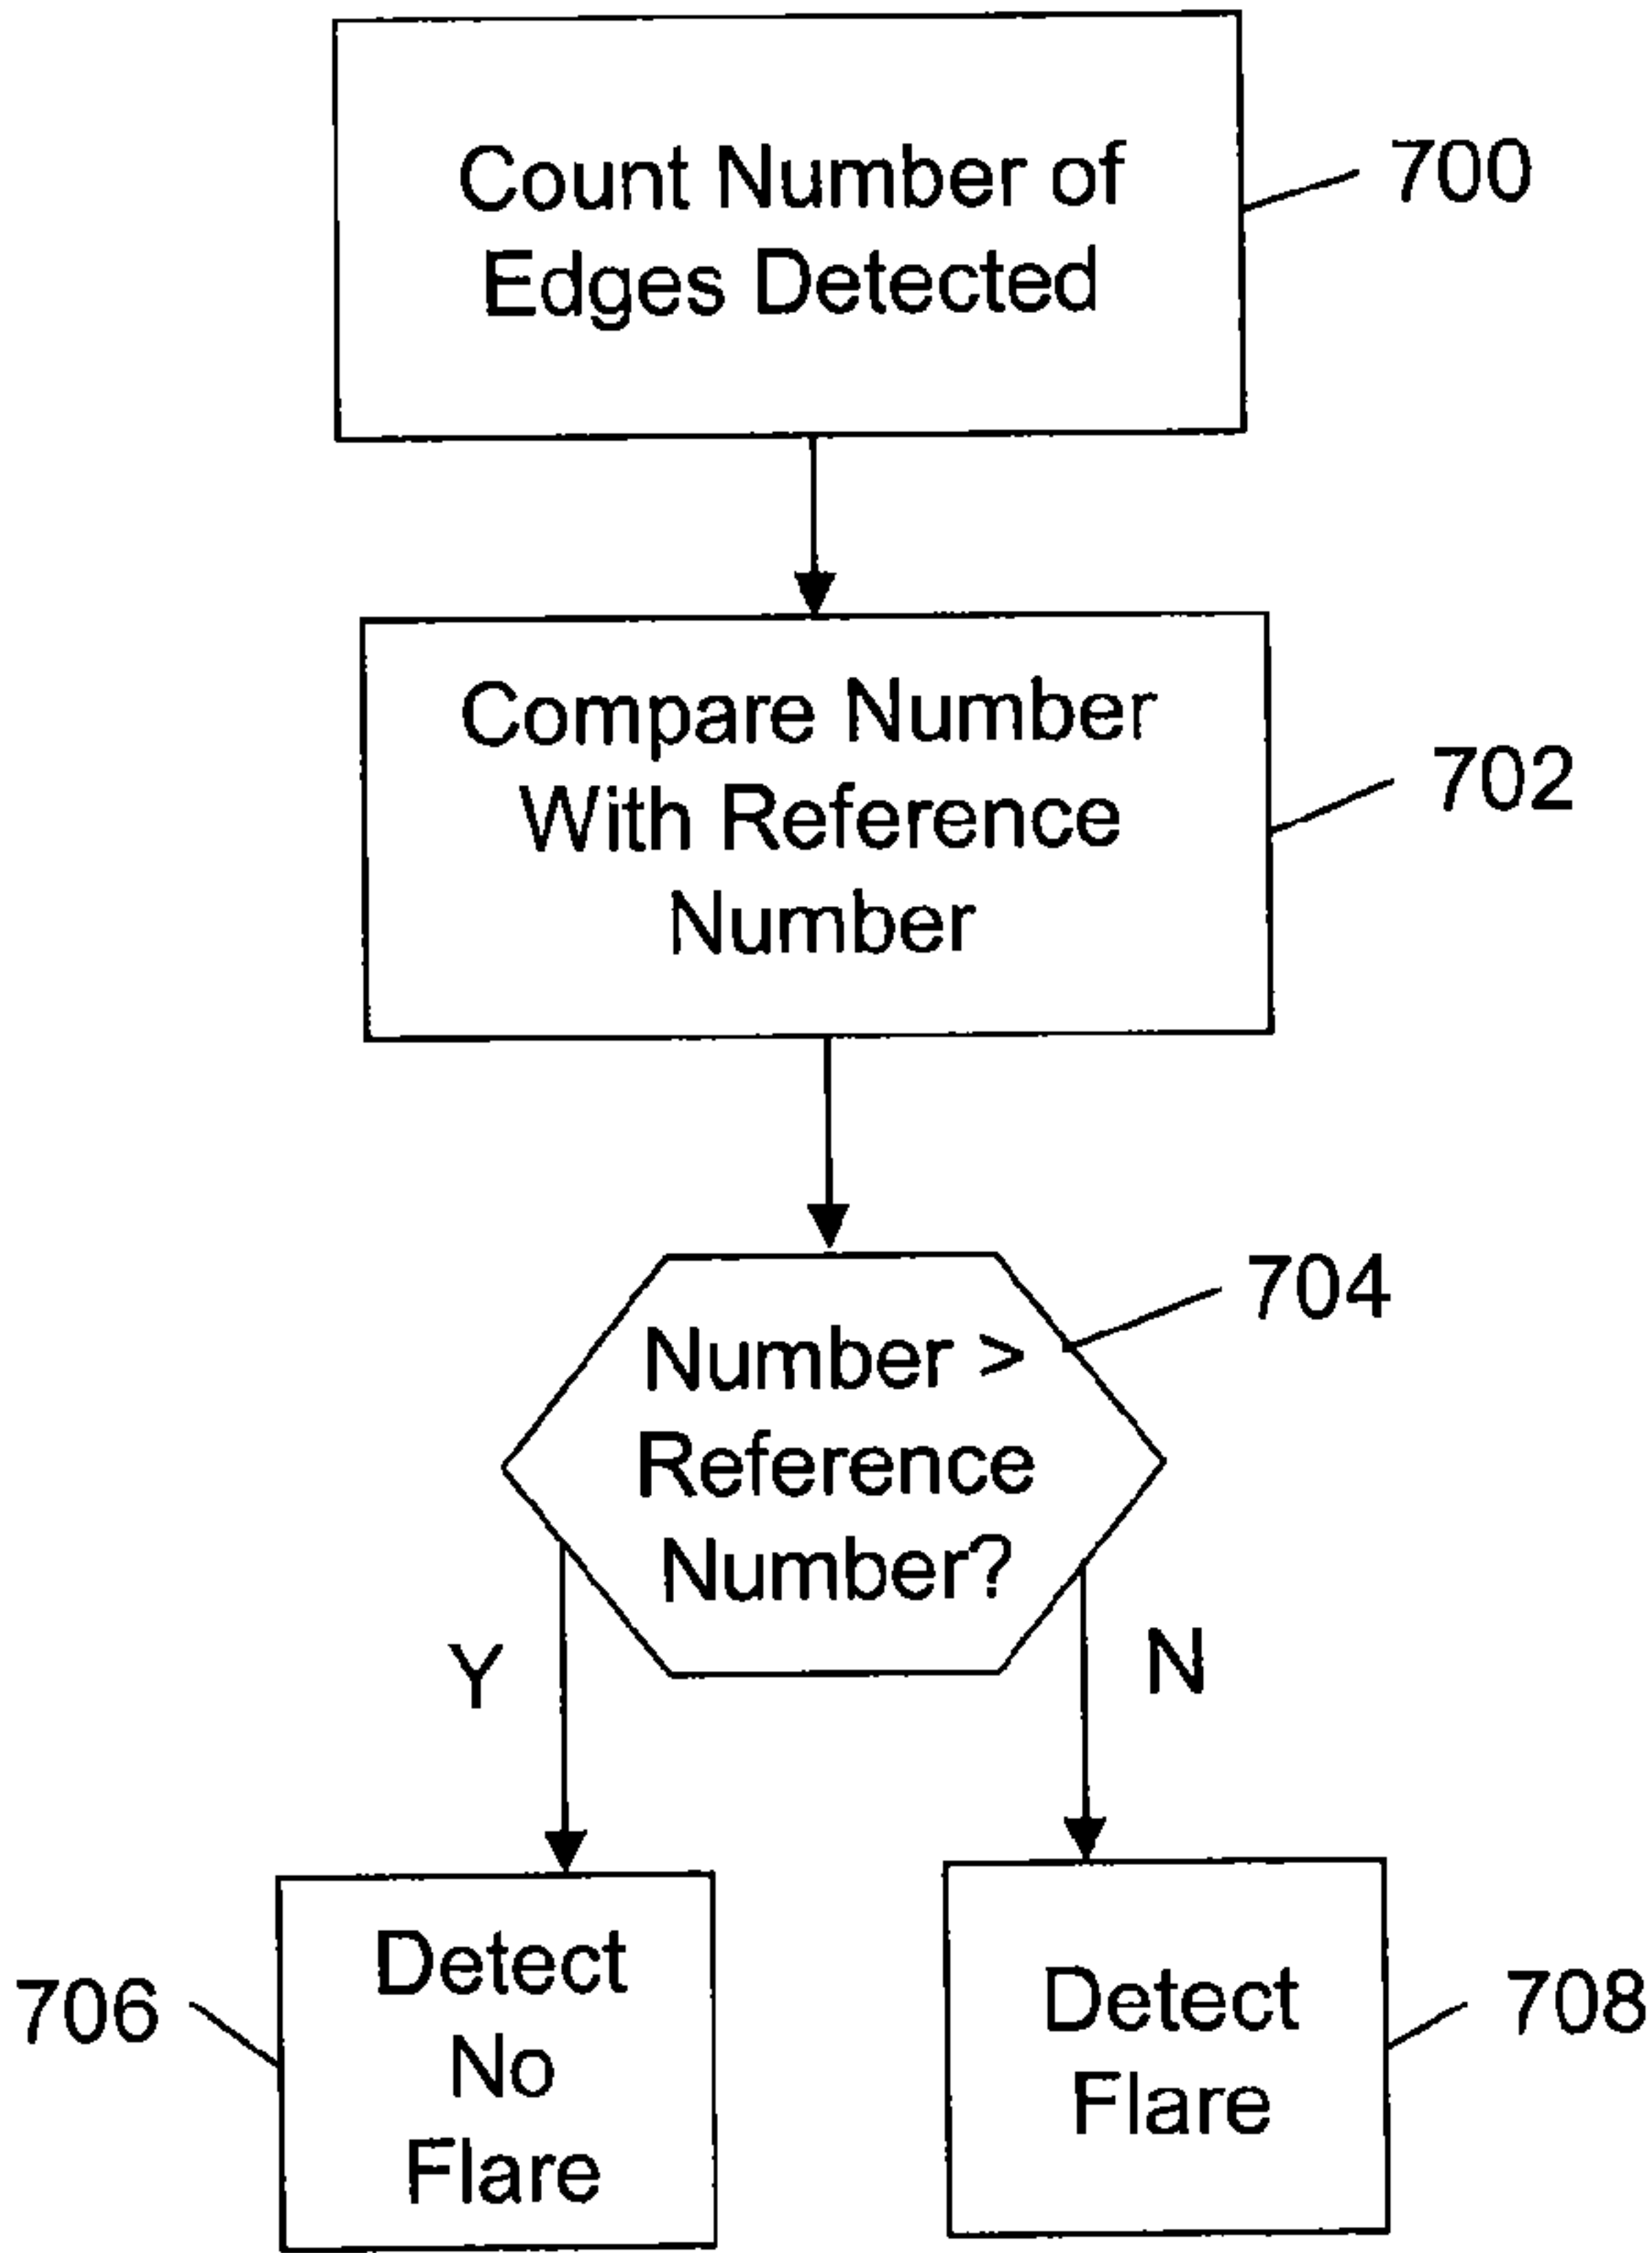 Count Number of
Edges Detected
700
Compare Number
With Reference
Number
702
Number >
Reference
Number?
704
Y
N
Detect
No
Flare
706
Detect
Flare
708